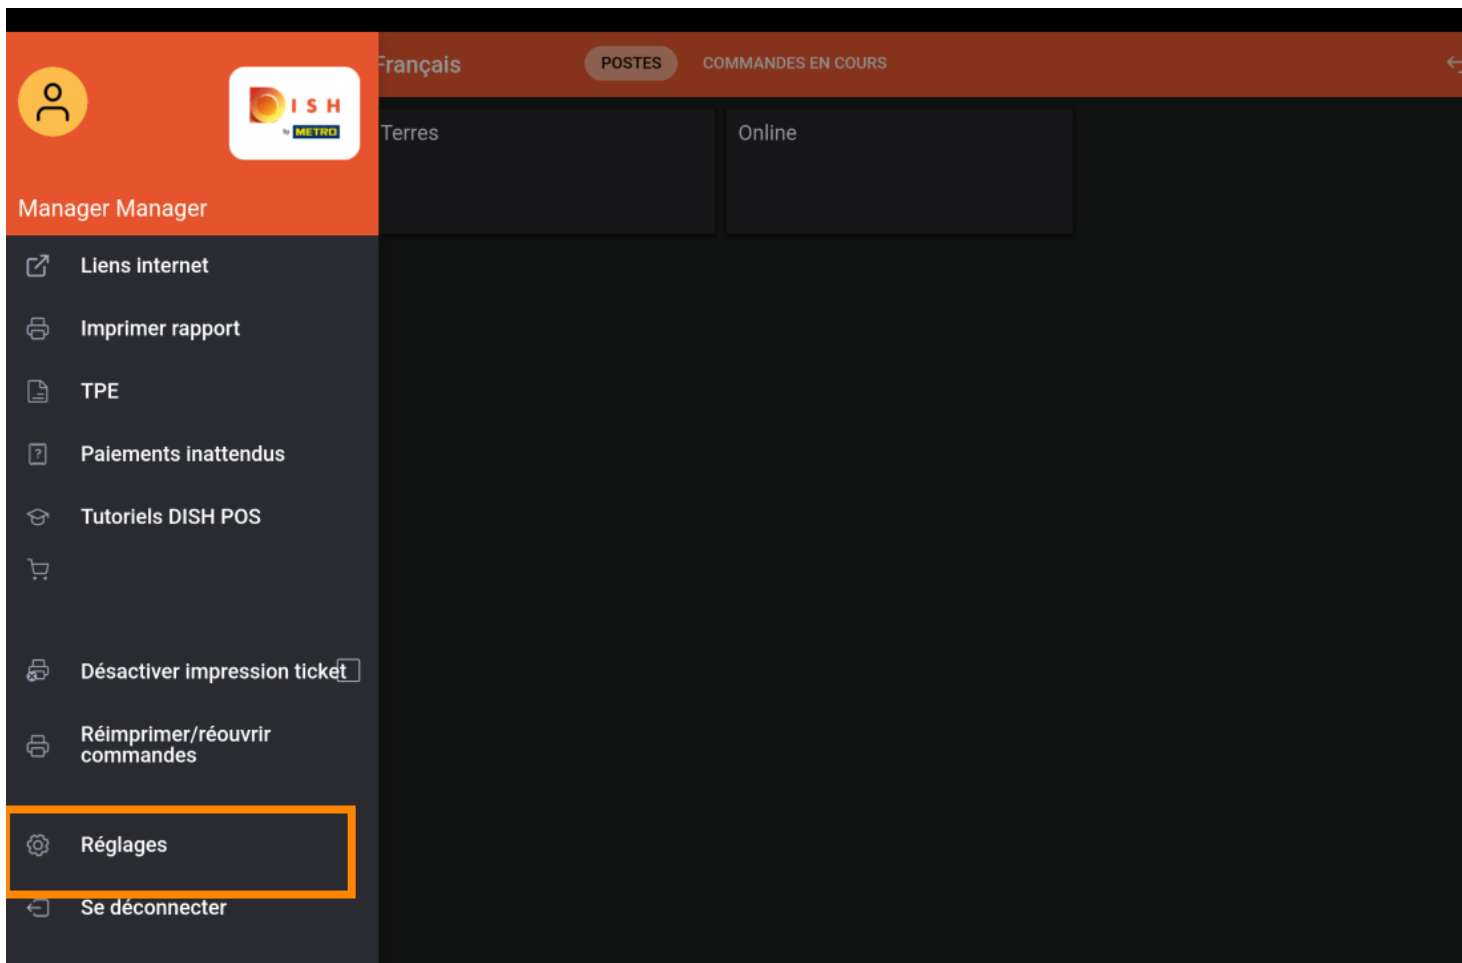 Français
POSTES
COMMANDES EN COURS
DISH
by METRO
Terres
Online
Manager Manager
Liens internet
Imprimer rapport
TPE
Paiements inattendus
Tutoriels DISH POS
Désactiver impression ticket
Réimprimer/réouvrir
commandes
Réglages
Se déconnecter